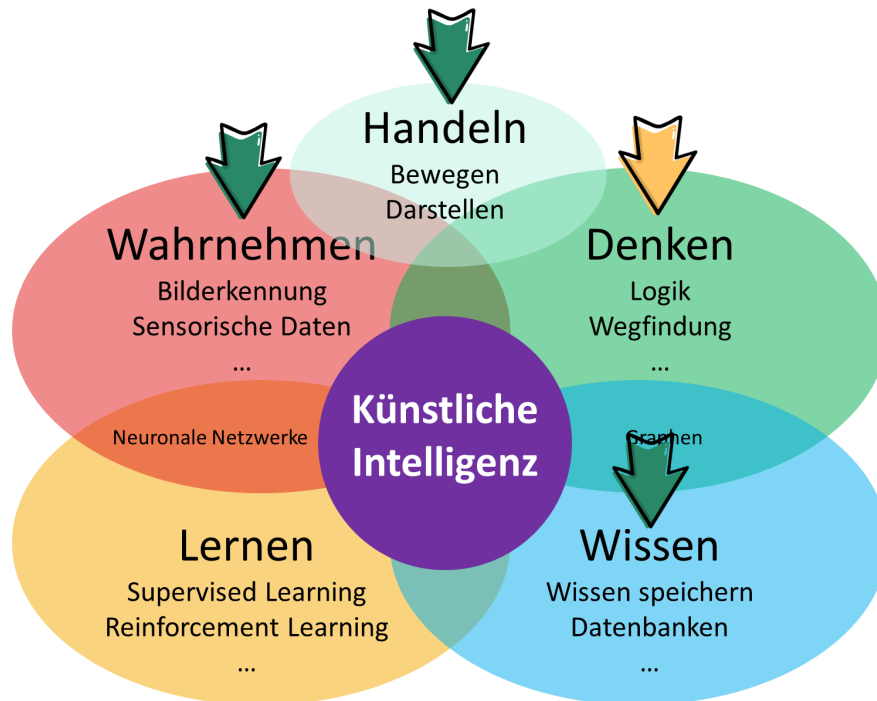 Handeln
Bewegen
Darstellen
Wahrnehmen
Bilderkennung
Sensorische Daten
...
Denken
Logik
Wegfindung
...
Künstliche
Intelligenz
Neuronale Netzwerke
Graphen
Lernen
Supervised Learning
Reinforcement Learning
...
Wissen
Wissen speichern
Datenbanken
...